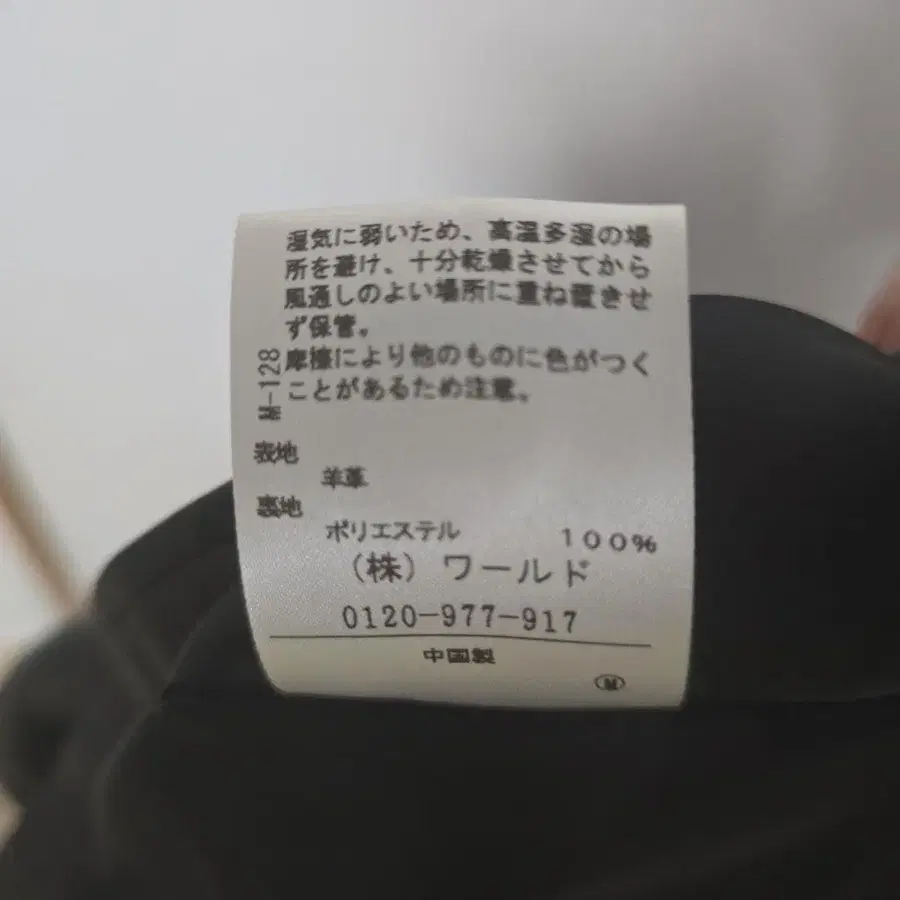 湿気に弱いため、高温多湿の場
所を避け、十分乾燥させてから
風通しのよい場所に重ね置きせ
ず保管。
摩擦により他のものに色がつく
ことがあるため注意。
M-128
表地
羊革
裏地
ポリエステル 100%
(株)ワールド
0120-977-917
中国製
Ⓜ